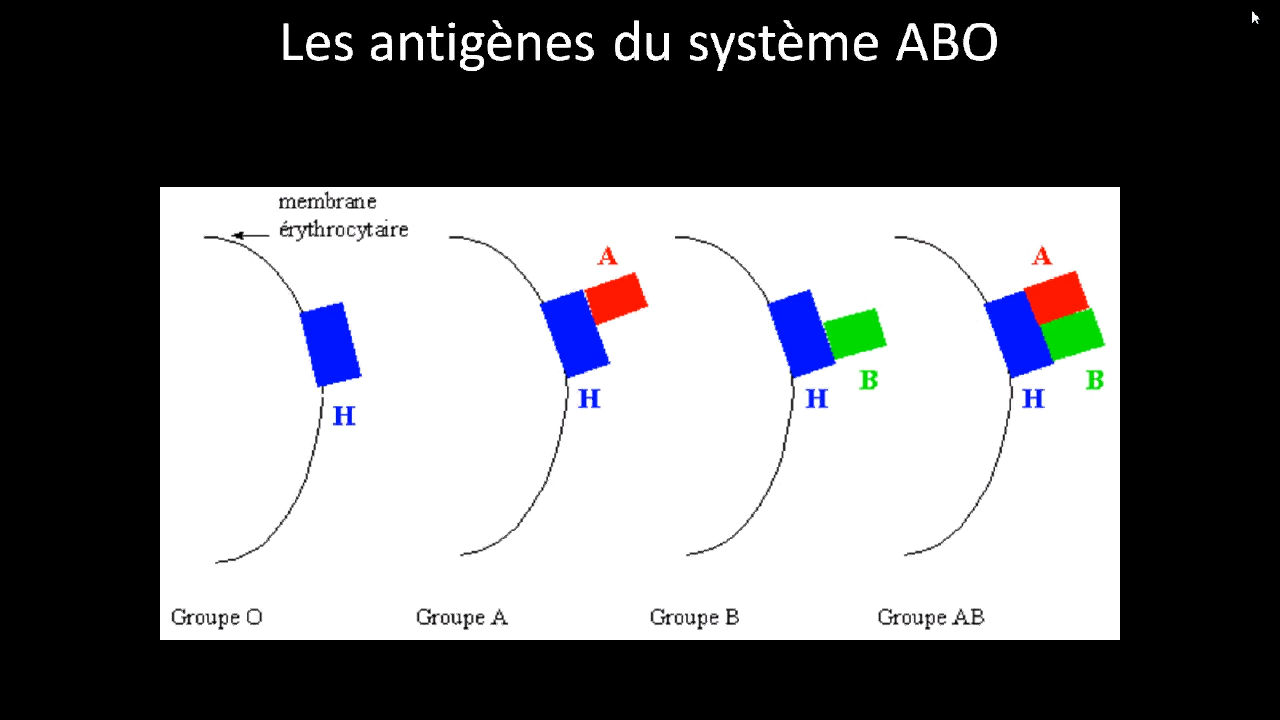 Les antigènes du système ABO
membrane
érythrocytaire
A
A
B
B
H
H
H
H
Groupe O
Groupe A
Groupe B
Groupe AB